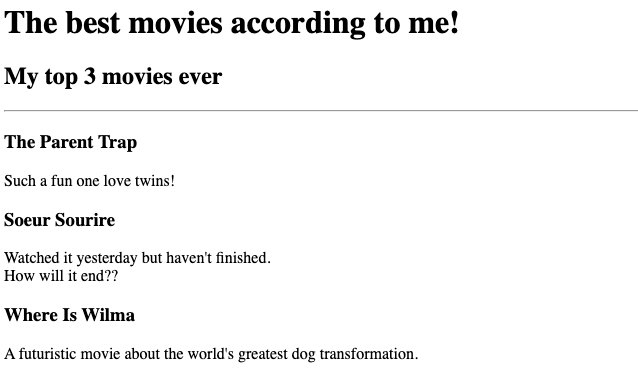 The best movies according to me!
My top 3 movies ever
The Parent Trap
Such a fun one love twins!
Soeur Sourire
Watched it yesterday but haven't finished.
How will it end??
Where Is Wilma
A futuristic movie about the world's greatest dog transformation.